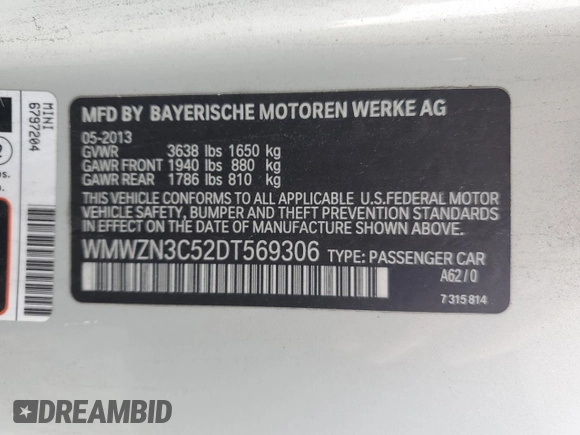 MINI
6797204
MFD BY BAYERISCHE MOTOREN WERKE AG
05-2013
GVWR 3638 lbs 1650 kg
GAWR FRONT 1940 lbs 880 kg
GAWR REAR 1786 lbs 810 kg
THIS VEHICLE CONFORMS TO ALL APPLICABLE U.S.FEDERAL MOTOR
VEHICLE SAFETY, BUMPER AND THEFT PREVENTION STANDARDS
IN EFFECT ON THE DATE OF MANUFACTURE SHOWN ABOVE.
WMWZN3C52DT569306 TYPE: PASSENGER CAR
A62/0
7 315 814
DREAMBID